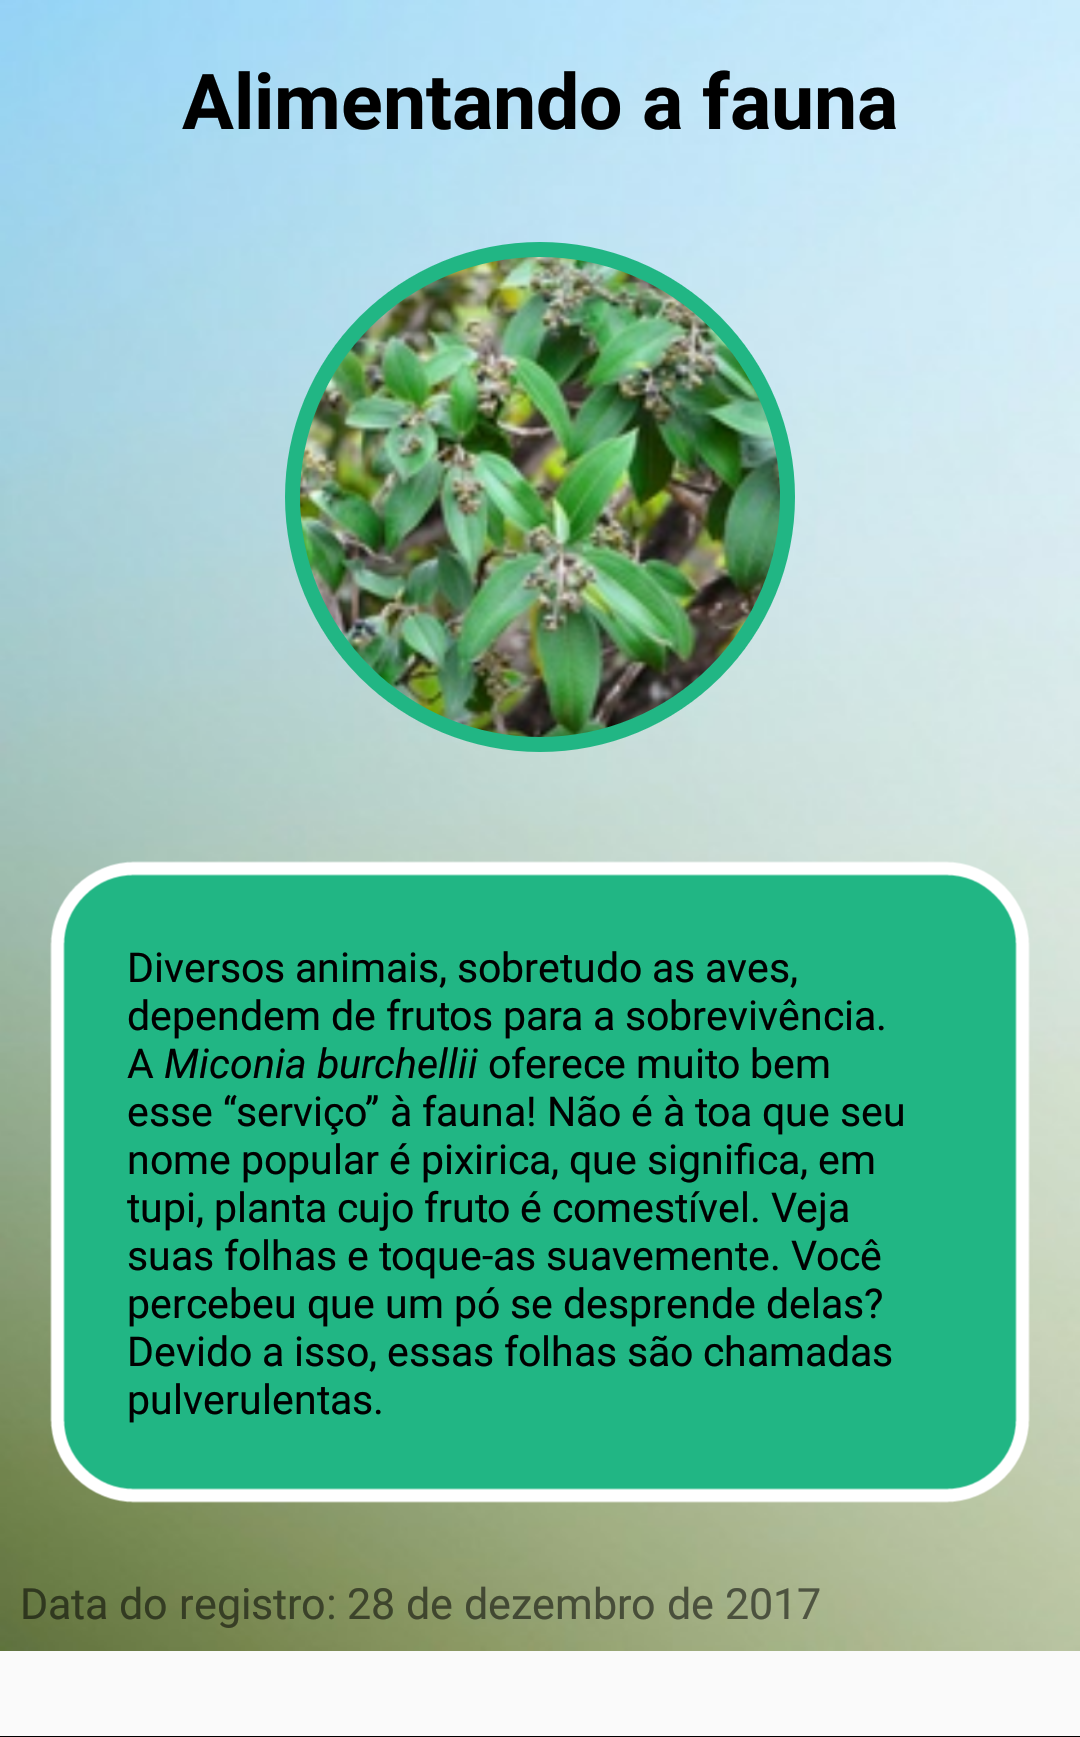 Alimentando a fauna
Diversos animais, sobretudo as aves,
dependem de frutos para a sobrevivência.
A Miconia burchellii oferece muito bem
esse “serviço” à fauna! Não é à toa que seu
nome popular é pixirica, que significa, em
tupi, planta cujo fruto é comestível. Veja
suas folhas e toque-as suavemente. Você
percebeu que um pó se desprende delas?
Devido a isso, essas folhas são chamadas
pulverulentas.
Data do registro: 28 de dezembro de 2017